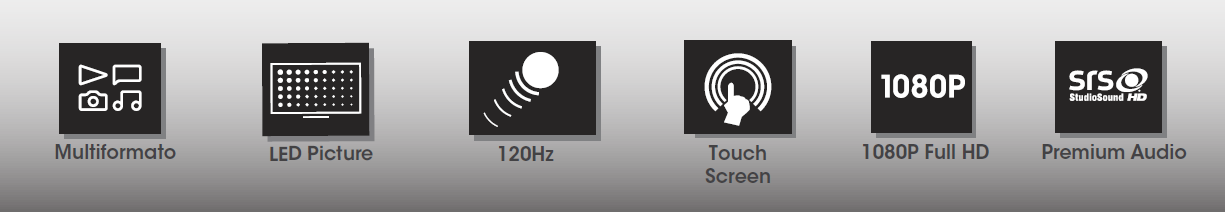 Multiformato
LED Picture
120Hz
Touch
Screen
1080P
1080P Full HD
srs
StudioSound HD
Premium Audio